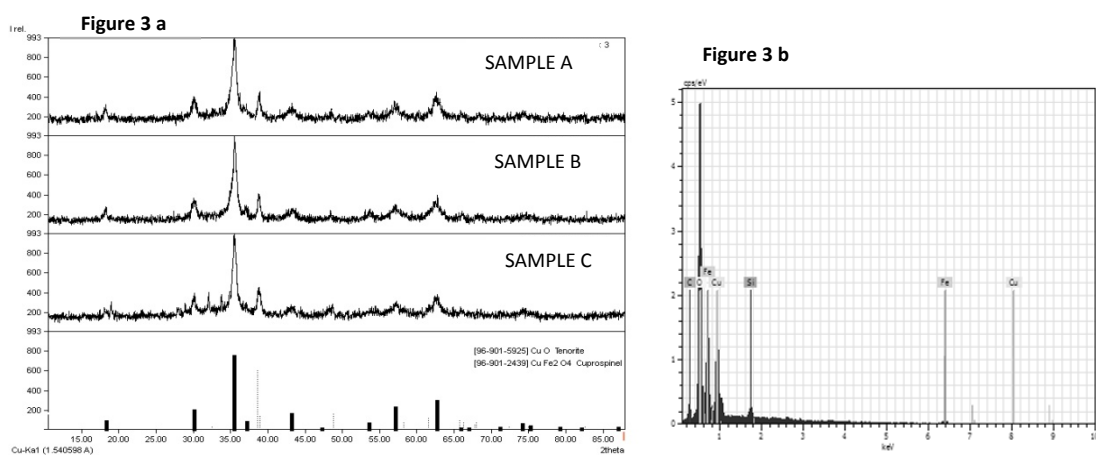 Figure 3 a
I rel.
993
800
600
400
200
SAMPLE A
993
800
600
400
200
SAMPLE B
993
800
600
400
200
SAMPLE C
993
800
600
400
200
[96-901-5925] Cu O Tenorite
[96-901-2439] Cu Fe2 O4 Cuprospinel
15.00 20.00 25.00 30.00 35.00 40.00 45.00 50.00 55.00 60.00 65.00 70.00 75.00 80.00 85.00
Cu-Ka1 (1.540598 A) 2theta
Figure 3 b
cps/eV
5
4
3
2
1
0
Fe
C O Cu Si Fe Cu
1 2 3 4 5 6 7 8 9 10
keV